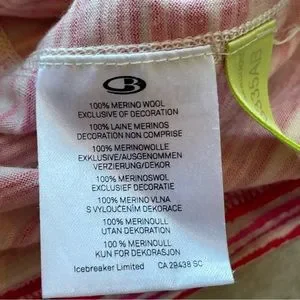 100% MERINO WOOL
EXCLUSIVE OF DECORATION
100% LAINE MERINOS
DECORATION NON COMPRISE
100% MERINOWOLLE
EXKLUSIVE/AUSGENOMMEN
VERZIERUNG/DEKOR
100% MERINOSWOL
EXCLUSIEF DECORATIE
100% MERINO VLNA
S VYLOUČENÍM DEKORACE
100% MERINOULL
UTAN DEKORATION
100% MERINOULL
KUN FOR DEKORASJON
Icebreaker Limited CA 29438 SC